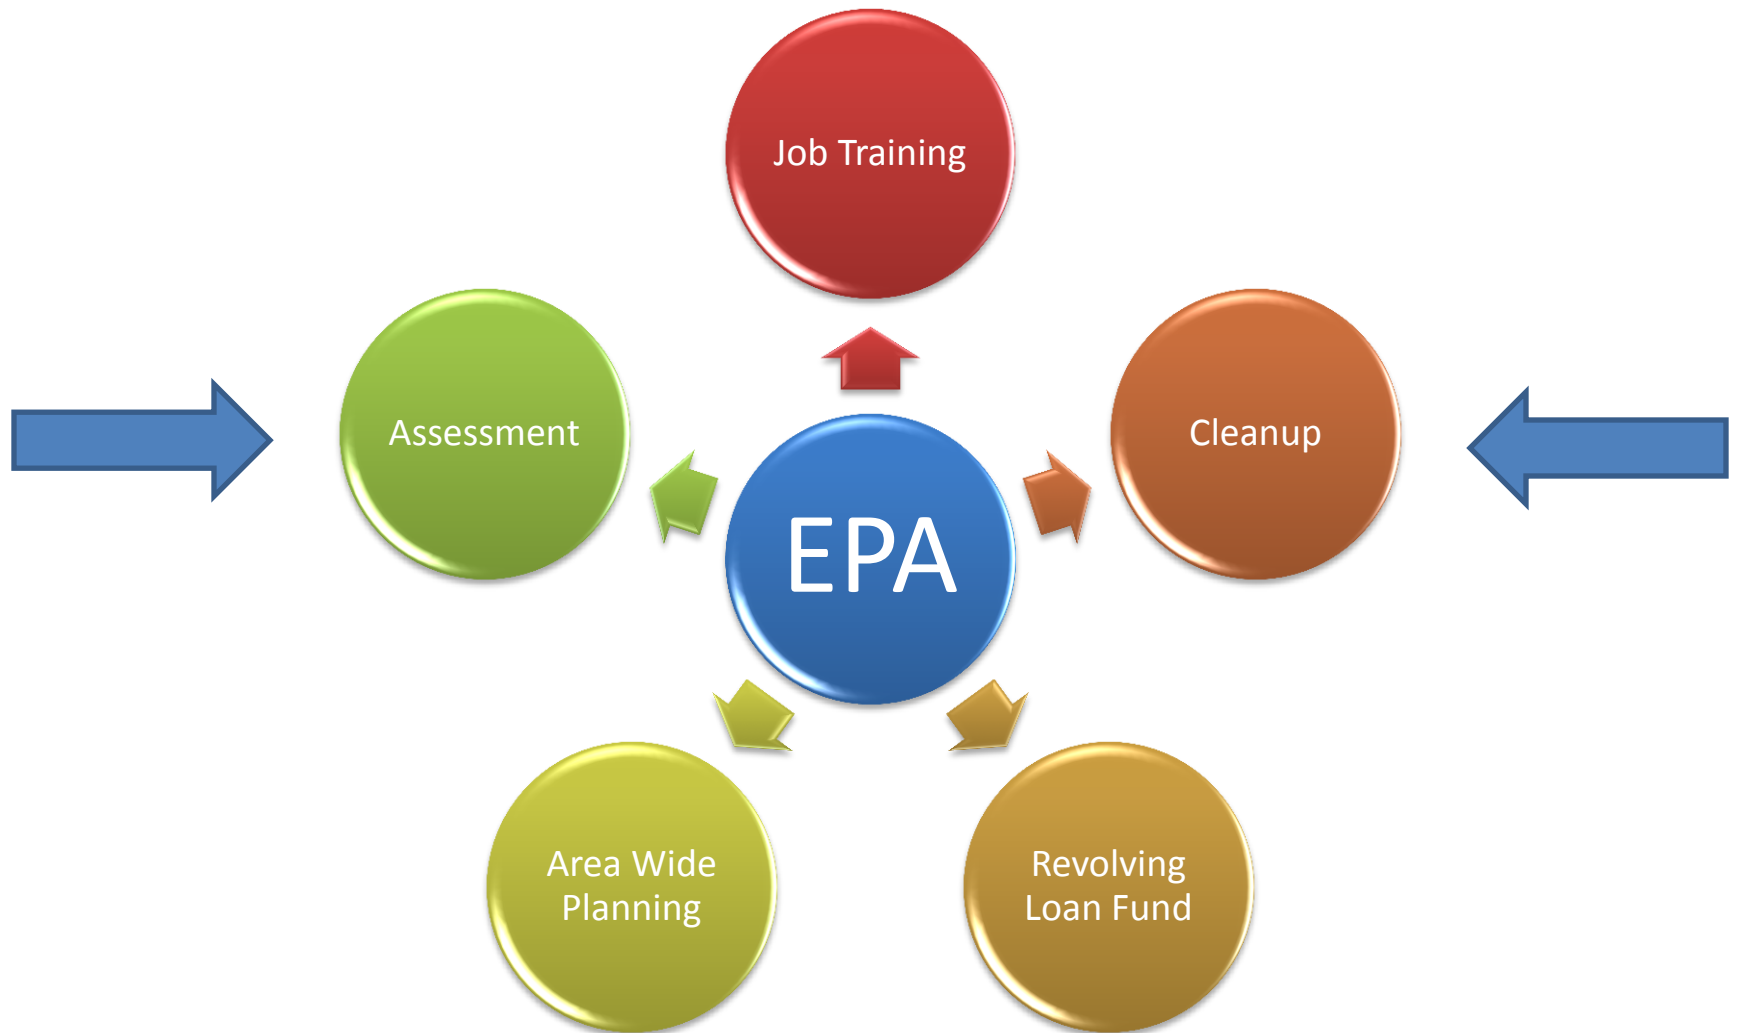 Job Training
Assessment
Cleanup
EPA
Area Wide
Planning
Revolving
Loan Fund